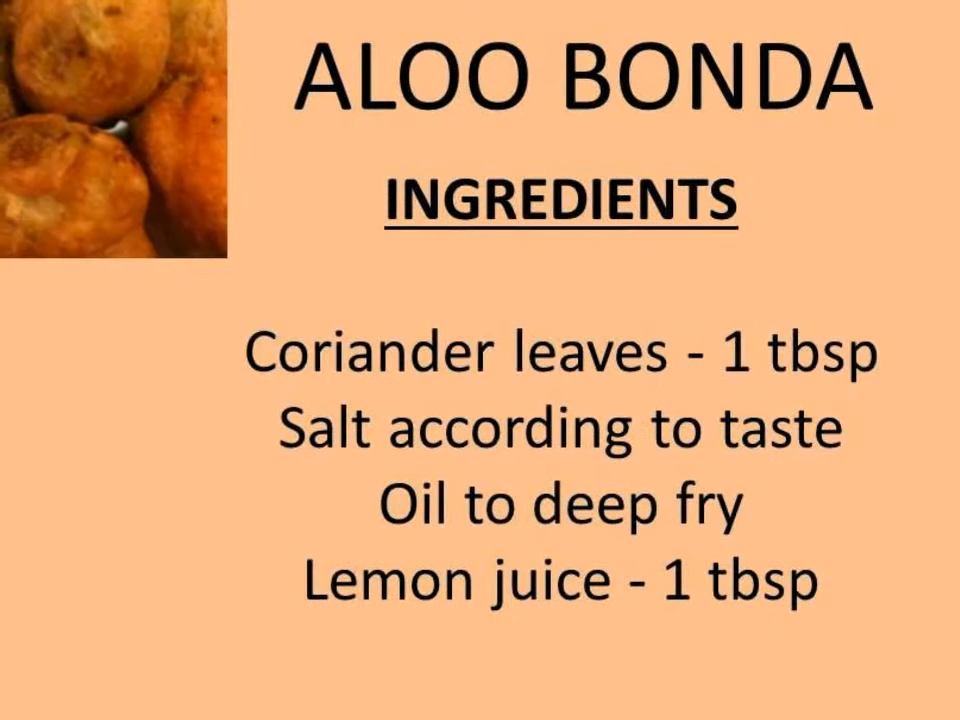 ALOO BONDA
INGREDIENTS
Coriander leaves - 1 tbsp
Salt according to taste
Oil to deep fry
Lemon juice - 1 tbsp